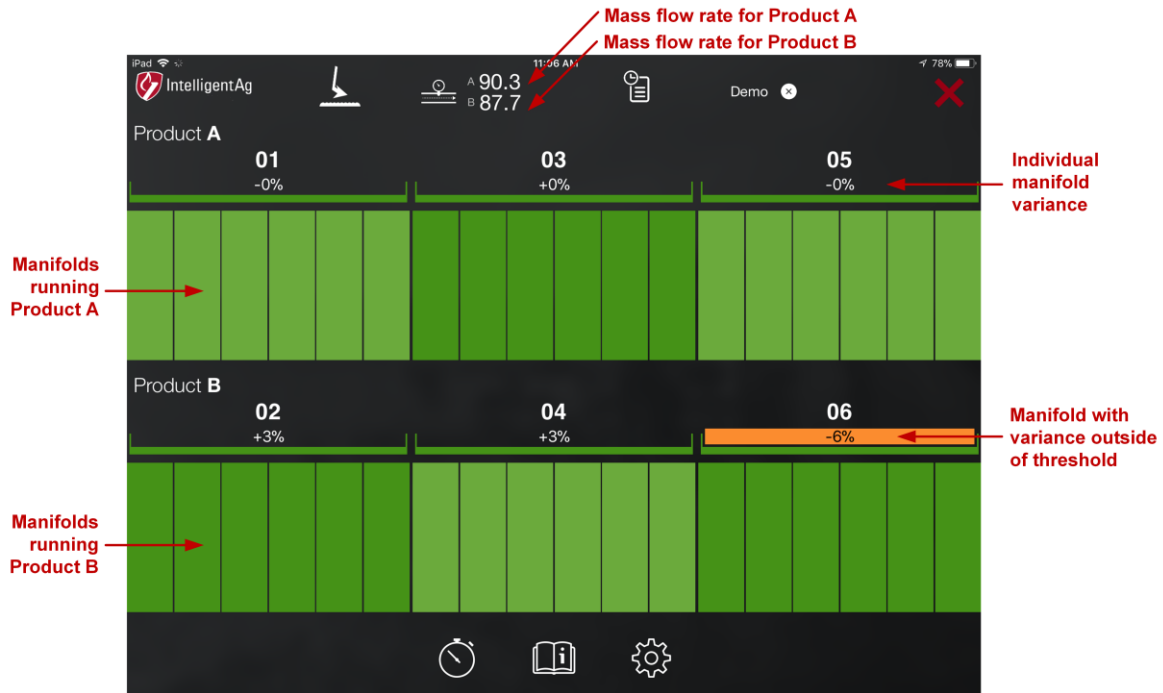 Mass flow rate for Product A
Mass flow rate for Product B
iPad 11:06 AM 78%
IntelligentAg
A 90.3
B 87.7
Demo
Product A
01 03 05
-0% +0% -0%
Individual
manifold
variance
Manifolds
running
Product A
Product B
02 04 06
+3% +3% -6%
Manifold with
variance outside
of threshold
Manifolds
running
Product B